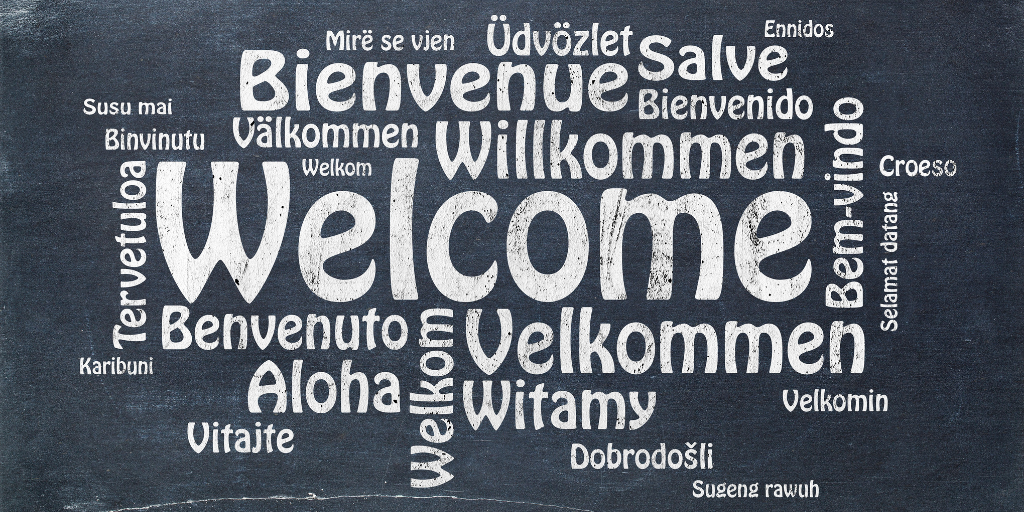 Ennidos
Mirë se vjen
Üdvözlet
Salve
Bienvenue
Bienvenido
Susu mai
Binvinutu
Välkommen
Willkommen
Welkom
Croeso
Tervetuloa
Welcome
Bem-vindo
Selamat datang
Benvenuto
Velkommen
Karibuni
Aloha
Welkom
Witamy
Velkomin
Vitajte
Dobrodošli
Sugeng rawuh